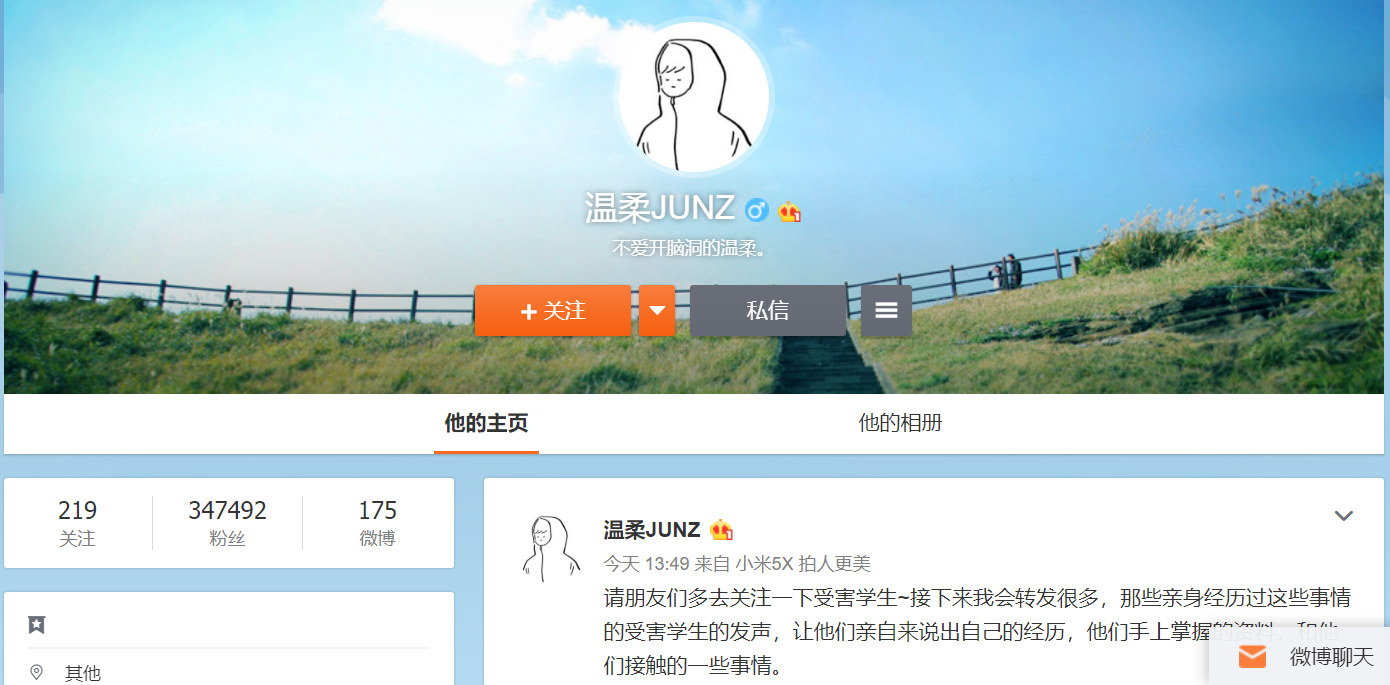 温柔JUNZ
不爱开脑洞的温柔。
+关注
私信
他的主页
他的相册
219
关注
347492
粉丝
175
微博
其他
温柔JUNZ
今天 13:49 来自 小米5X 拍人更美
请朋友们多去关注一下受害学生~接下来我会转发很多，那些亲身经历过这些事情
的受害学生的发声，让他们亲自来说出自己的经历，他们手上掌握的资料，和他
们接触的一些事情。
微博聊天